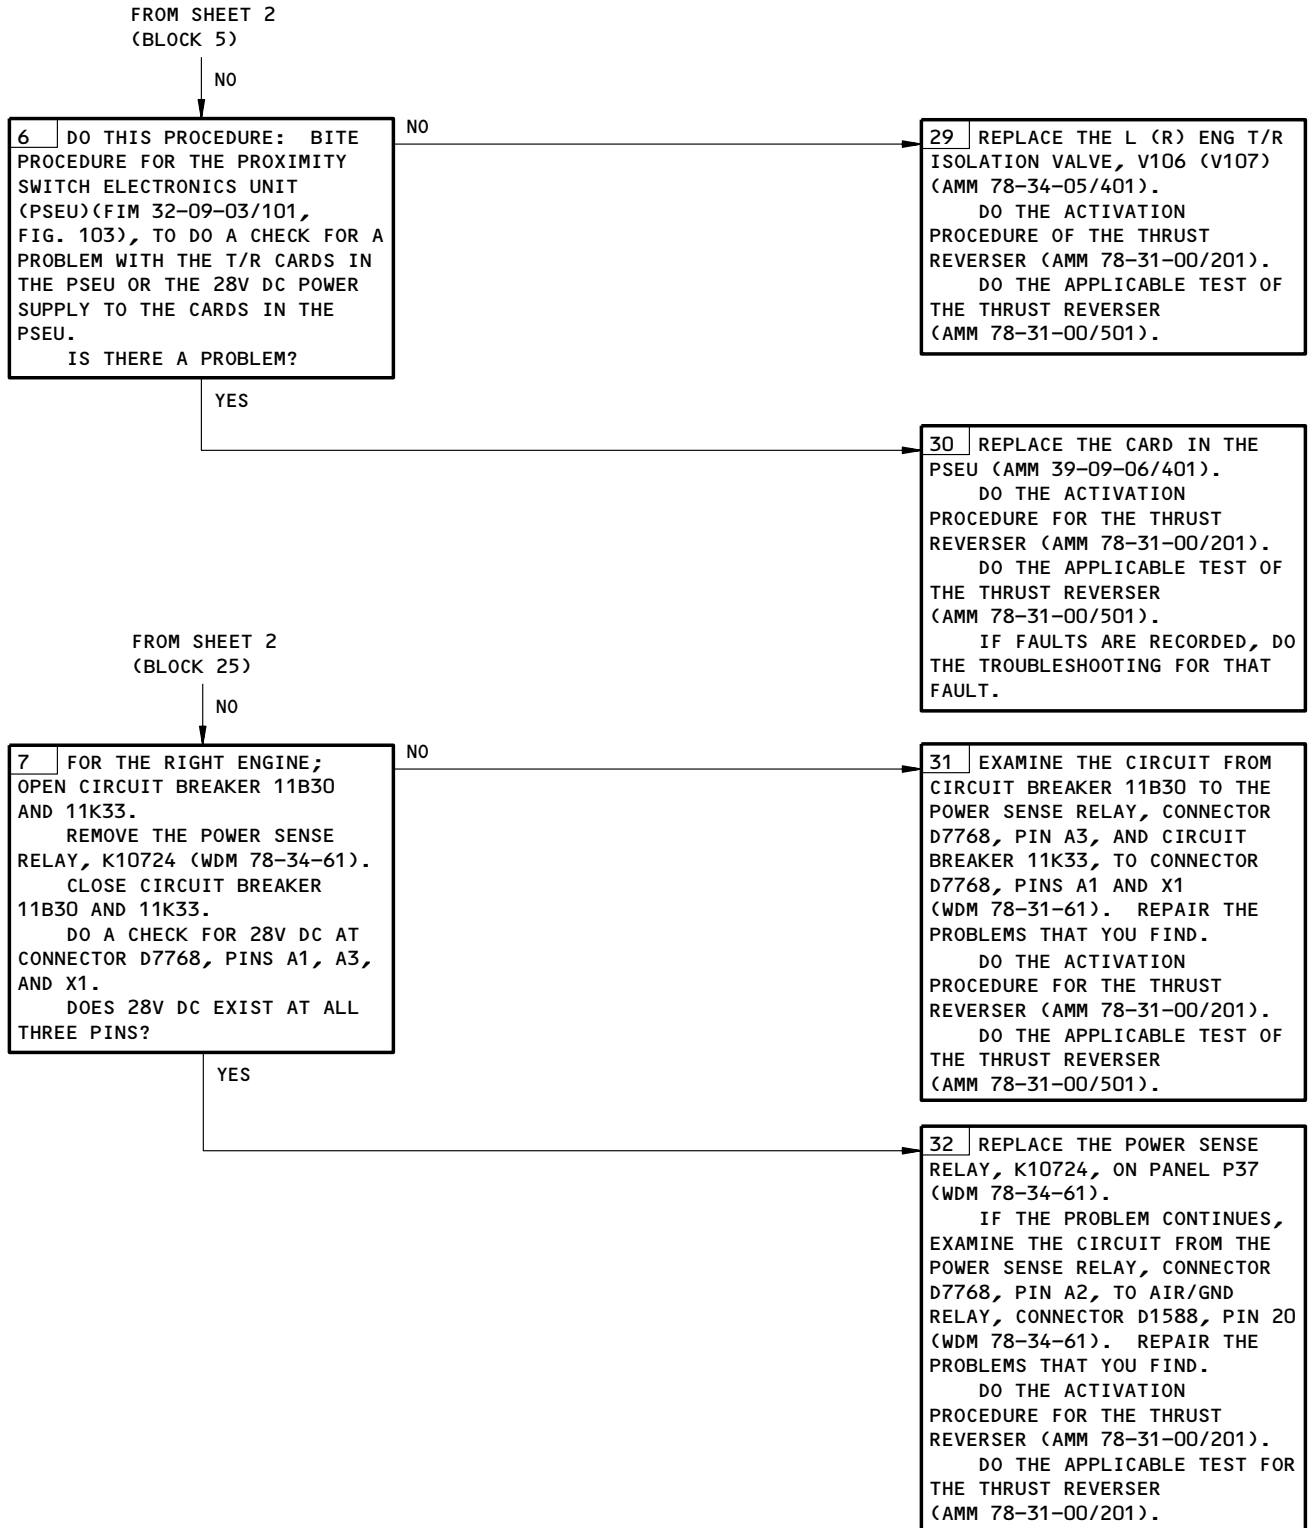 FROM SHEET 2
(BLOCK 5)
NO
6 DO THIS PROCEDURE: BITE
PROCEDURE FOR THE PROXIMITY
SWITCH ELECTRONICS UNIT
(PSEU)(FIM 32-09-03/101,
FIG. 103), TO DO A CHECK FOR A
PROBLEM WITH THE T/R CARDS IN
THE PSEU OR THE 28V DC POWER
SUPPLY TO THE CARDS IN THE
PSEU.
IS THERE A PROBLEM?
NO
29 REPLACE THE L (R) ENG T/R
ISOLATION VALVE, V106 (V107)
(AMM 78-34-05/401).
DO THE ACTIVATION
PROCEDURE OF THE THRUST
REVERSER (AMM 78-31-00/201).
DO THE APPLICABLE TEST OF
THE THRUST REVERSER
(AMM 78-31-00/501).
YES
30 REPLACE THE CARD IN THE
PSEU (AMM 39-09-06/401).
DO THE ACTIVATION
PROCEDURE FOR THE THRUST
REVERSER (AMM 78-31-00/201).
DO THE APPLICABLE TEST OF
THE THRUST REVERSER
(AMM 78-31-00/501).
IF FAULTS ARE RECORDED, DO
THE TROUBLESHOOTING FOR THAT
FAULT.
FROM SHEET 2
(BLOCK 25)
NO
7 FOR THE RIGHT ENGINE;
OPEN CIRCUIT BREAKER 11B30
AND 11K33.
REMOVE THE POWER SENSE
RELAY, K10724 (WDM 78-34-61).
CLOSE CIRCUIT BREAKER
11B30 AND 11K33.
DO A CHECK FOR 28V DC AT
CONNECTOR D7768, PINS A1, A3,
AND X1.
DOES 28V DC EXIST AT ALL
THREE PINS?
NO
31 EXAMINE THE CIRCUIT FROM
CIRCUIT BREAKER 11B30 TO THE
POWER SENSE RELAY, CONNECTOR
D7768, PIN A3, AND CIRCUIT
BREAKER 11K33, TO CONNECTOR
D7768, PINS A1 AND X1
(WDM 78-31-61). REPAIR THE
PROBLEMS THAT YOU FIND.
DO THE ACTIVATION
PROCEDURE FOR THE THRUST
REVERSER (AMM 78-31-00/201).
DO THE APPLICABLE TEST OF
THE THRUST REVERSER
(AMM 78-31-00/501).
YES
32 REPLACE THE POWER SENSE
RELAY, K10724, ON PANEL P37
(WDM 78-34-61).
IF THE PROBLEM CONTINUES,
EXAMINE THE CIRCUIT FROM THE
POWER SENSE RELAY, CONNECTOR
D7768, PIN A2, TO AIR/GND
RELAY, CONNECTOR D1588, PIN 20
(WDM 78-34-61). REPAIR THE
PROBLEMS THAT YOU FIND.
DO THE ACTIVATION
PROCEDURE FOR THE THRUST
REVERSER (AMM 78-31-00/201).
DO THE APPLICABLE TEST FOR
THE THRUST REVERSER
(AMM 78-31-00/201).